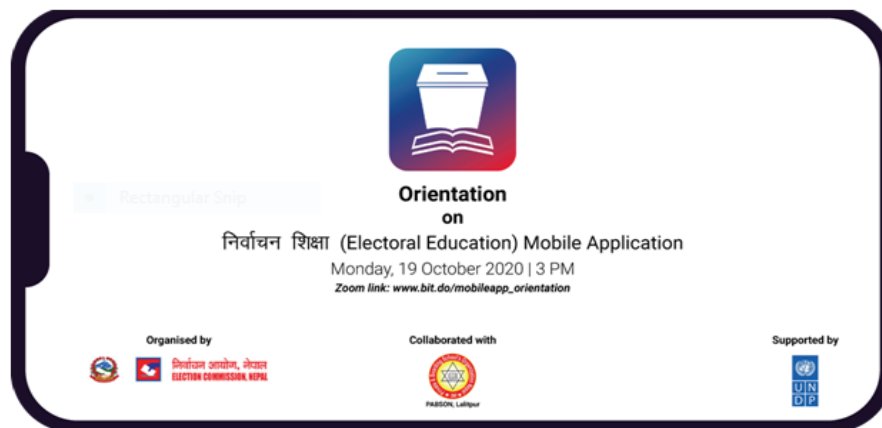 Rectangular Snip
Orientation
on
निर्वाचन शिक्षा (Electoral Education) Mobile Application
Monday, 19 October 2020 | 3 PM
Zoom link: www.bit.do/mobileapp_orientation
Organised by
Collaborated with
Supported by
निर्वाचन आयोग, नेपाल
ELECTION COMMISSION, NEPAL
PABSON, Lalitpur
U N
D P